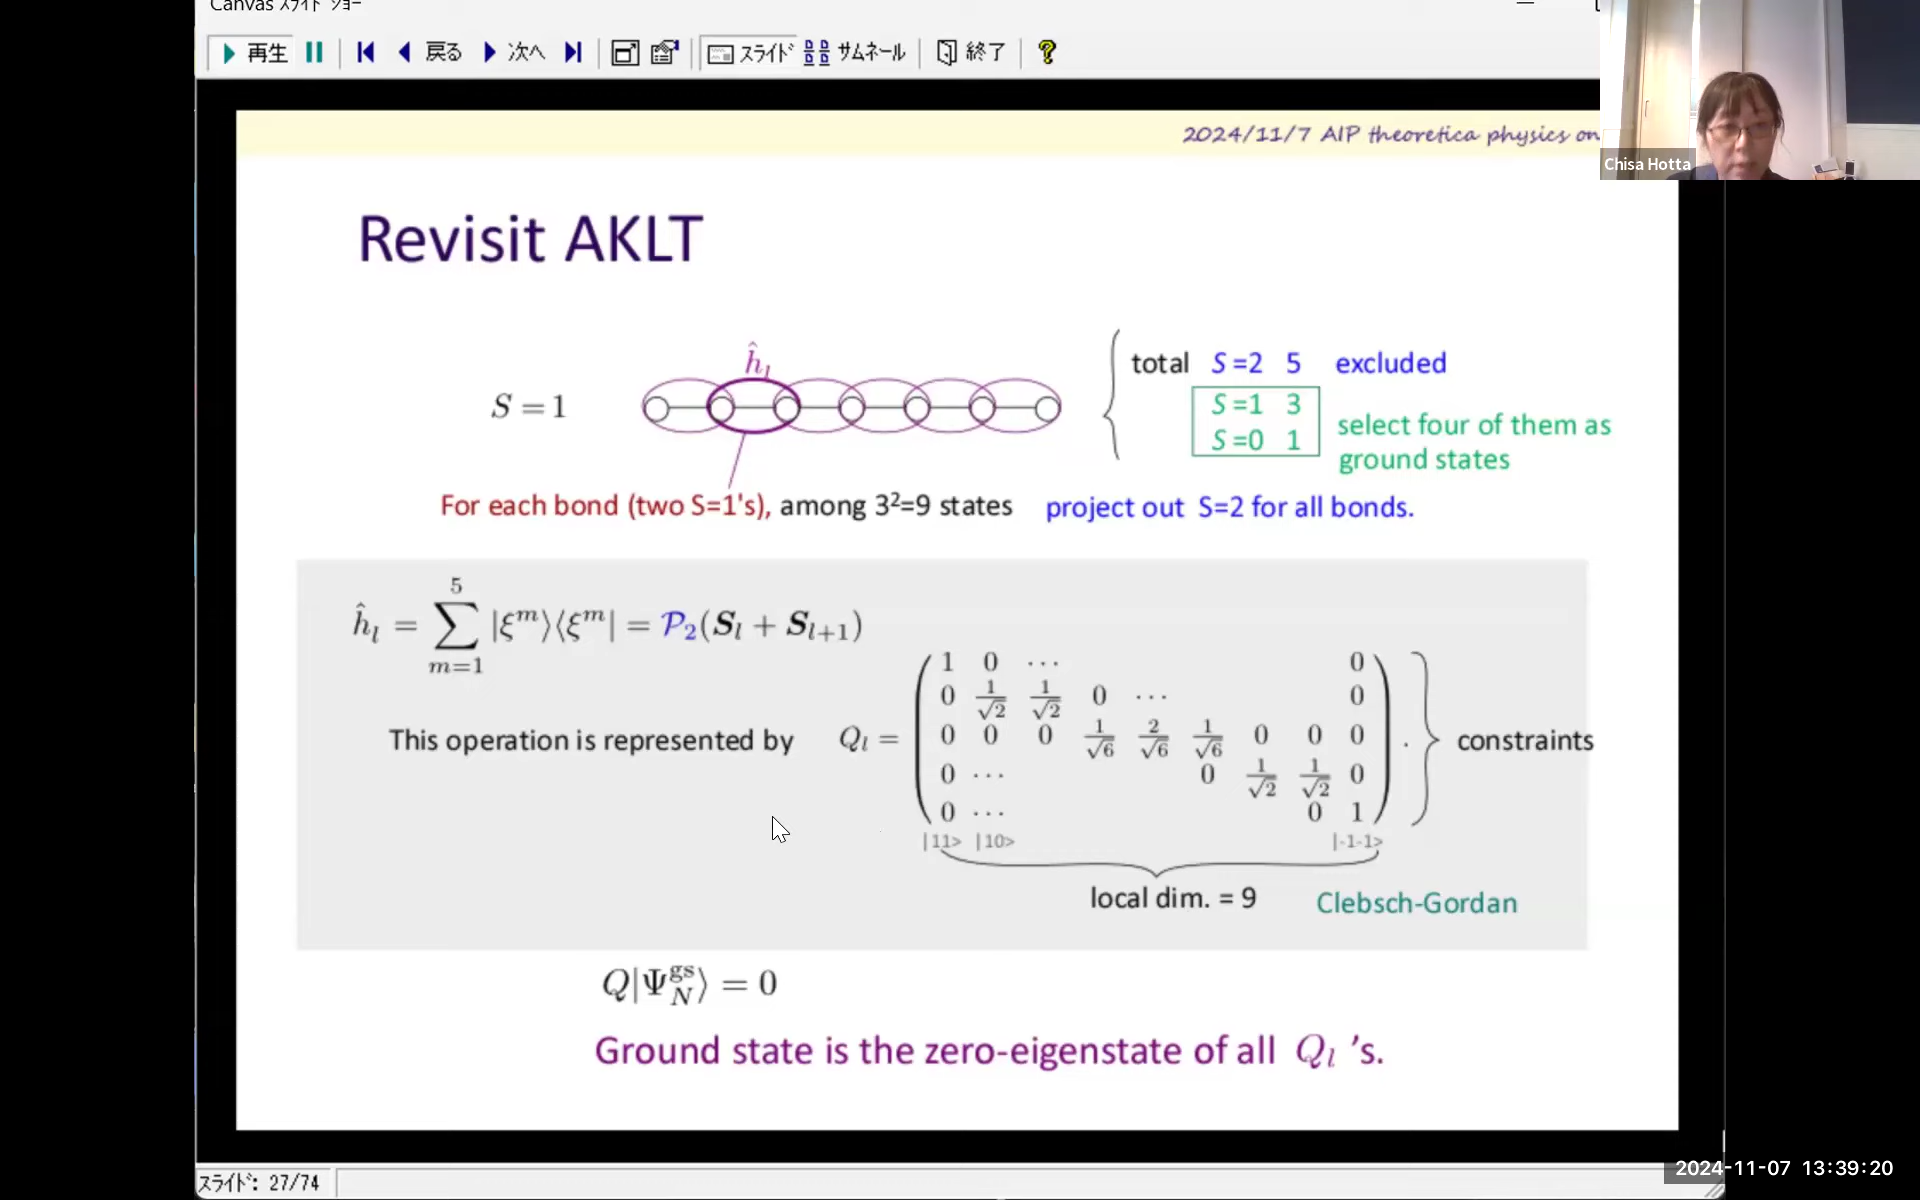 Canvas スライド ショー
再生 戻る 次へ スライド サムネール 終了 ?
2024/11/7 AIP theoretica physics on
Chisa Hotta
Revisit AKLT
ĥ_l
S = 1
total S =2 5 excluded
S =1 3
S =0 1
select four of them as
ground states
For each bond (two S=1's), among 3²=9 states project out S=2 for all bonds.
ĥ_l = ∑_{m=1}^{5} |ξ^m⟩⟨ξ^m| = 𝒫₂(S_l + S_{l+1})
This operation is represented by Q_l =
1 0 ⋯ 0
0 1/√2 1/√2 0 ⋯ 0
0 0 0 1/√6 2/√6 1/√6 0 0 0
0 ⋯ 0 1/√2 1/√2 0
0 ⋯ 0 1
. constraints
|11> |10> |-1-1>
local dim. = 9 Clebsch-Gordan
Q|Ψ_N^gs⟩ = 0
Ground state is the zero-eigenstate of all Q_l 's.
スライド: 27/74
2024-11-07 13:39:20